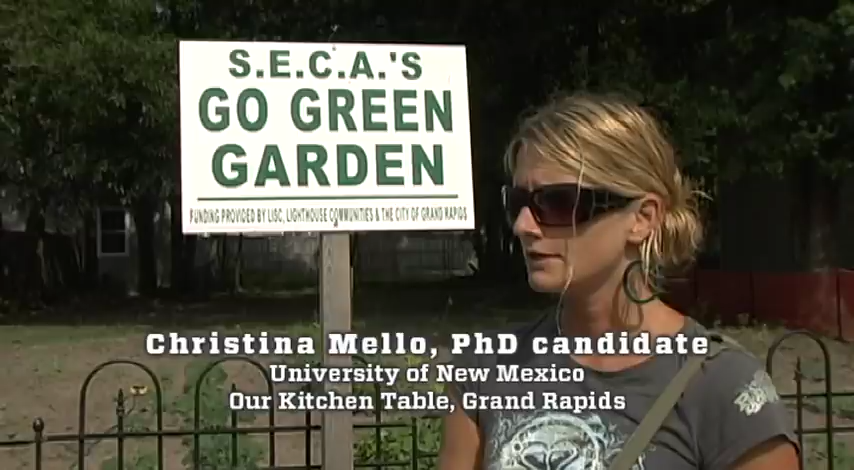 S.E.C.A.'S
GO GREEN
GARDEN
FUNDING PROVIDED BY LISC, LIGHTHOUSE COMMUNITIES & THE CITY OF GRAND RAPIDS
Christina Mello, PhD candidate
University of New Mexico
Our Kitchen Table, Grand Rapids